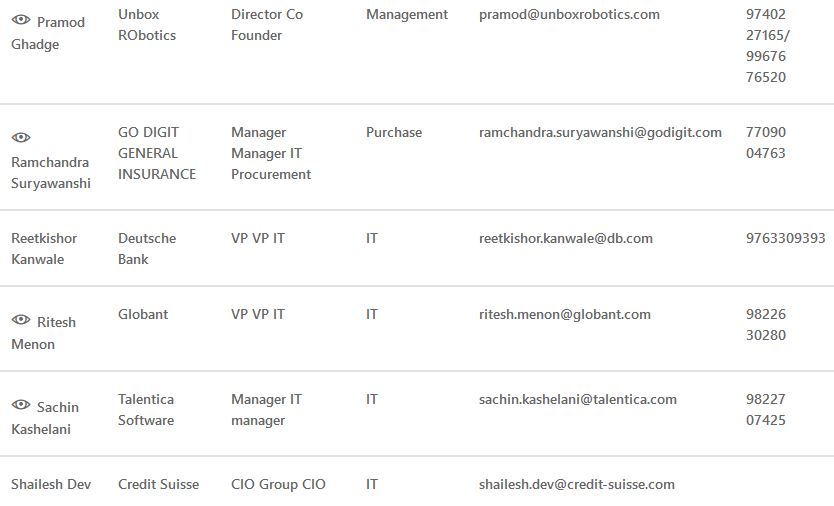 Pramod Ghadge Unbox RObotics Director Co Founder Management pramod@unboxrobotics.com 97402 27165/ 99676 76520
Ramchandra Suryawanshi GO DIGIT GENERAL INSURANCE Manager Manager IT Procurement Purchase ramchandra.suryawanshi@godigit.com 77090 04763
Reetkishor Kanwale Deutsche Bank VP VP IT IT reetkishor.kanwale@db.com 9763309393
Ritesh Menon Globant VP VP IT IT ritesh.menon@globant.com 98226 30280
Sachin Kashelani Talentica Software Manager IT manager IT sachin.kashelani@talentica.com 98227 07425
Shailesh Dev Credit Suisse CIO Group CIO IT shailesh.dev@credit-suisse.com